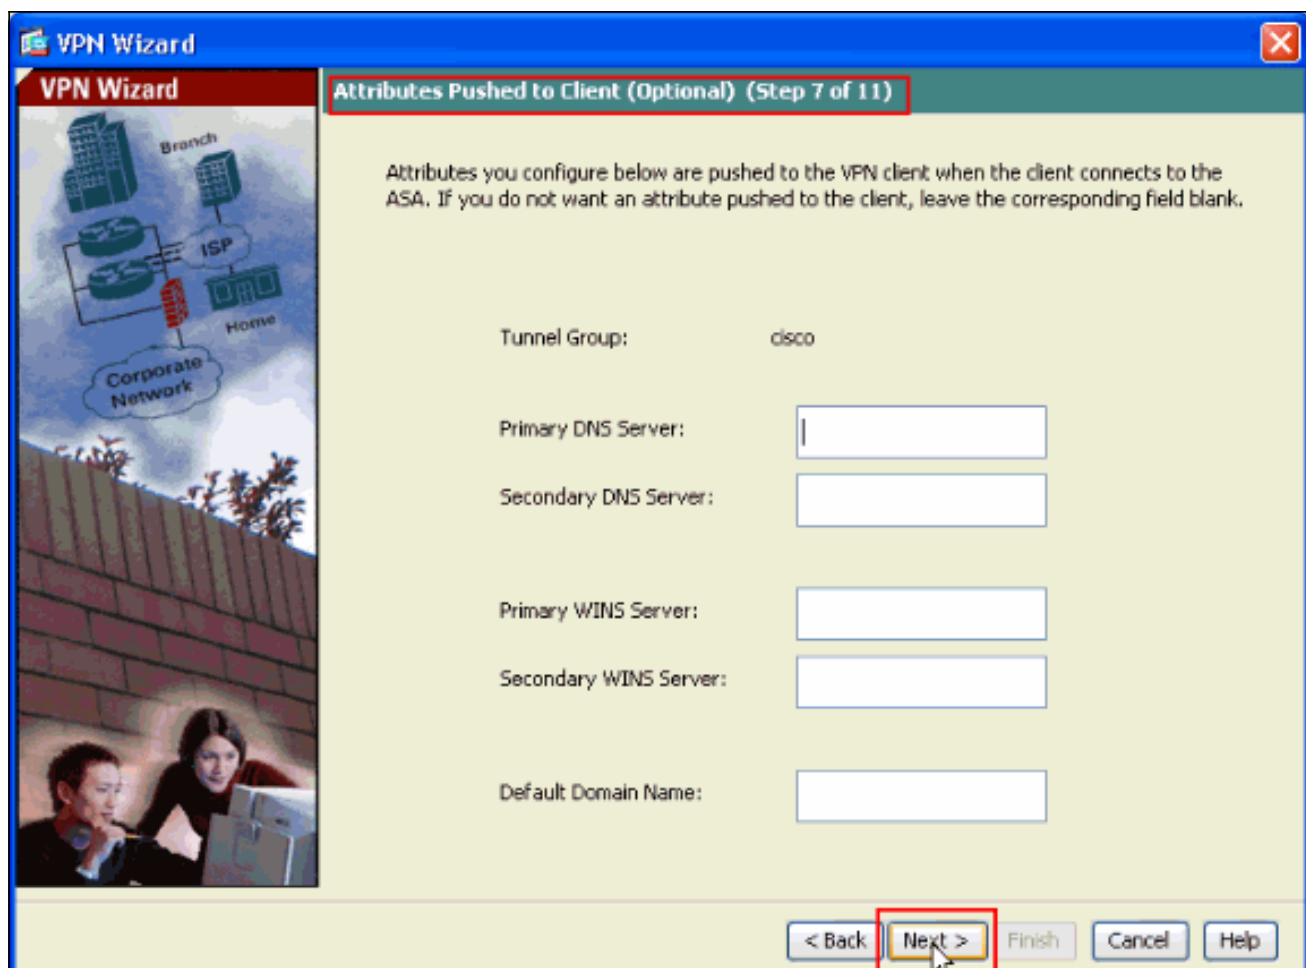 VPN Wizard
VPN Wizard
Branch
ISP
Home
Corporate
Network
Attributes Pushed to Client (Optional) (Step 7 of 11)
Attributes you configure below are pushed to the VPN client when the client connects to the
ASA. If you do not want an attribute pushed to the client, leave the corresponding field blank.
Tunnel Group: cisco
Primary DNS Server:
Secondary DNS Server:
Primary WINS Server:
Secondary WINS Server:
Default Domain Name:
< Back Next > Finish Cancel Help